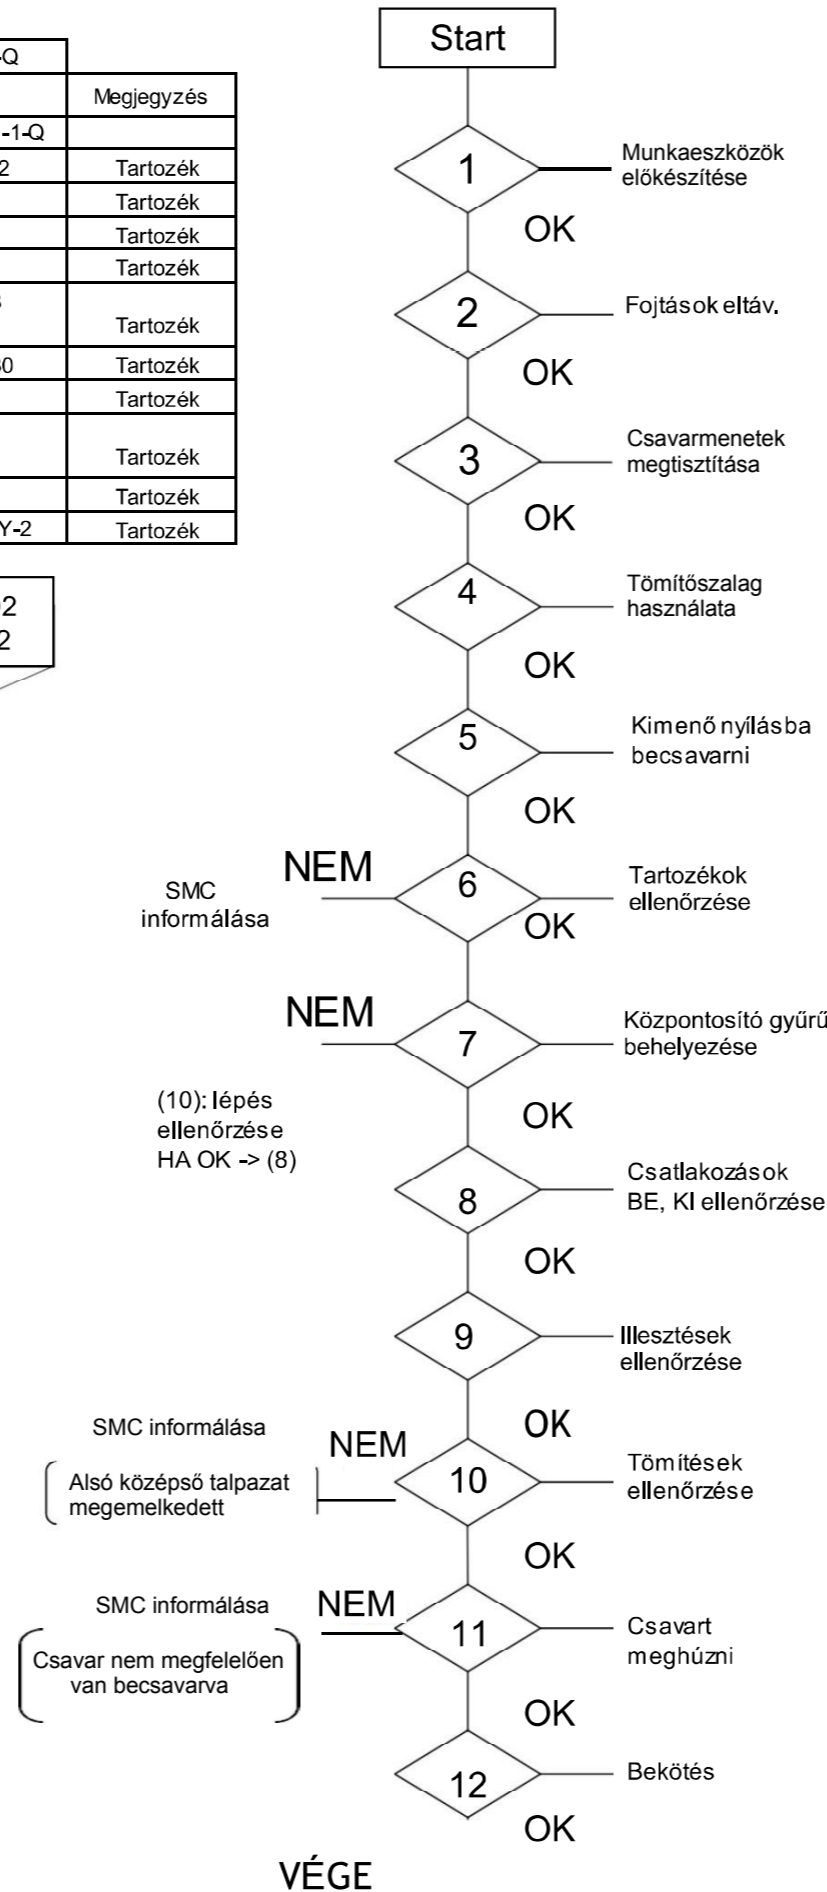 -Q
Megjegyzés
-1-Q
2 Tartozék
Tartozék
Tartozék
Tartozék
Tartozék
30 Tartozék
Tartozék
Tartozék
Tartozék
Y-2 Tartozék
02
2
Start
1
Munkaeszközök
előkészítése
OK
2
Fojtások eltáv.
OK
3
Csavarmenetek
megtisztítása
OK
4
Tömítőszalag
használata
OK
5
Kimenő nyílásba
becsavarni
OK
NEM
SMC
informálása
6
Tartozékok
ellenőrzése
OK
NEM
7
Központosító gyűrű
behelyezése
(10): lépés
ellenőrzése
HA OK -> (8)
OK
8
Csatlakozások
BE, KI ellenőrzése
OK
9
Illesztések
ellenőrzése
OK
SMC informálása
NEM
Alsó középső talpazat
megemelkedett
10
Tömítések
ellenőrzése
OK
SMC informálása
NEM
Csavar nem megfelelően
van becsavarva
11
Csavart
meghúzni
OK
12
Bekötés
OK
VÉGE